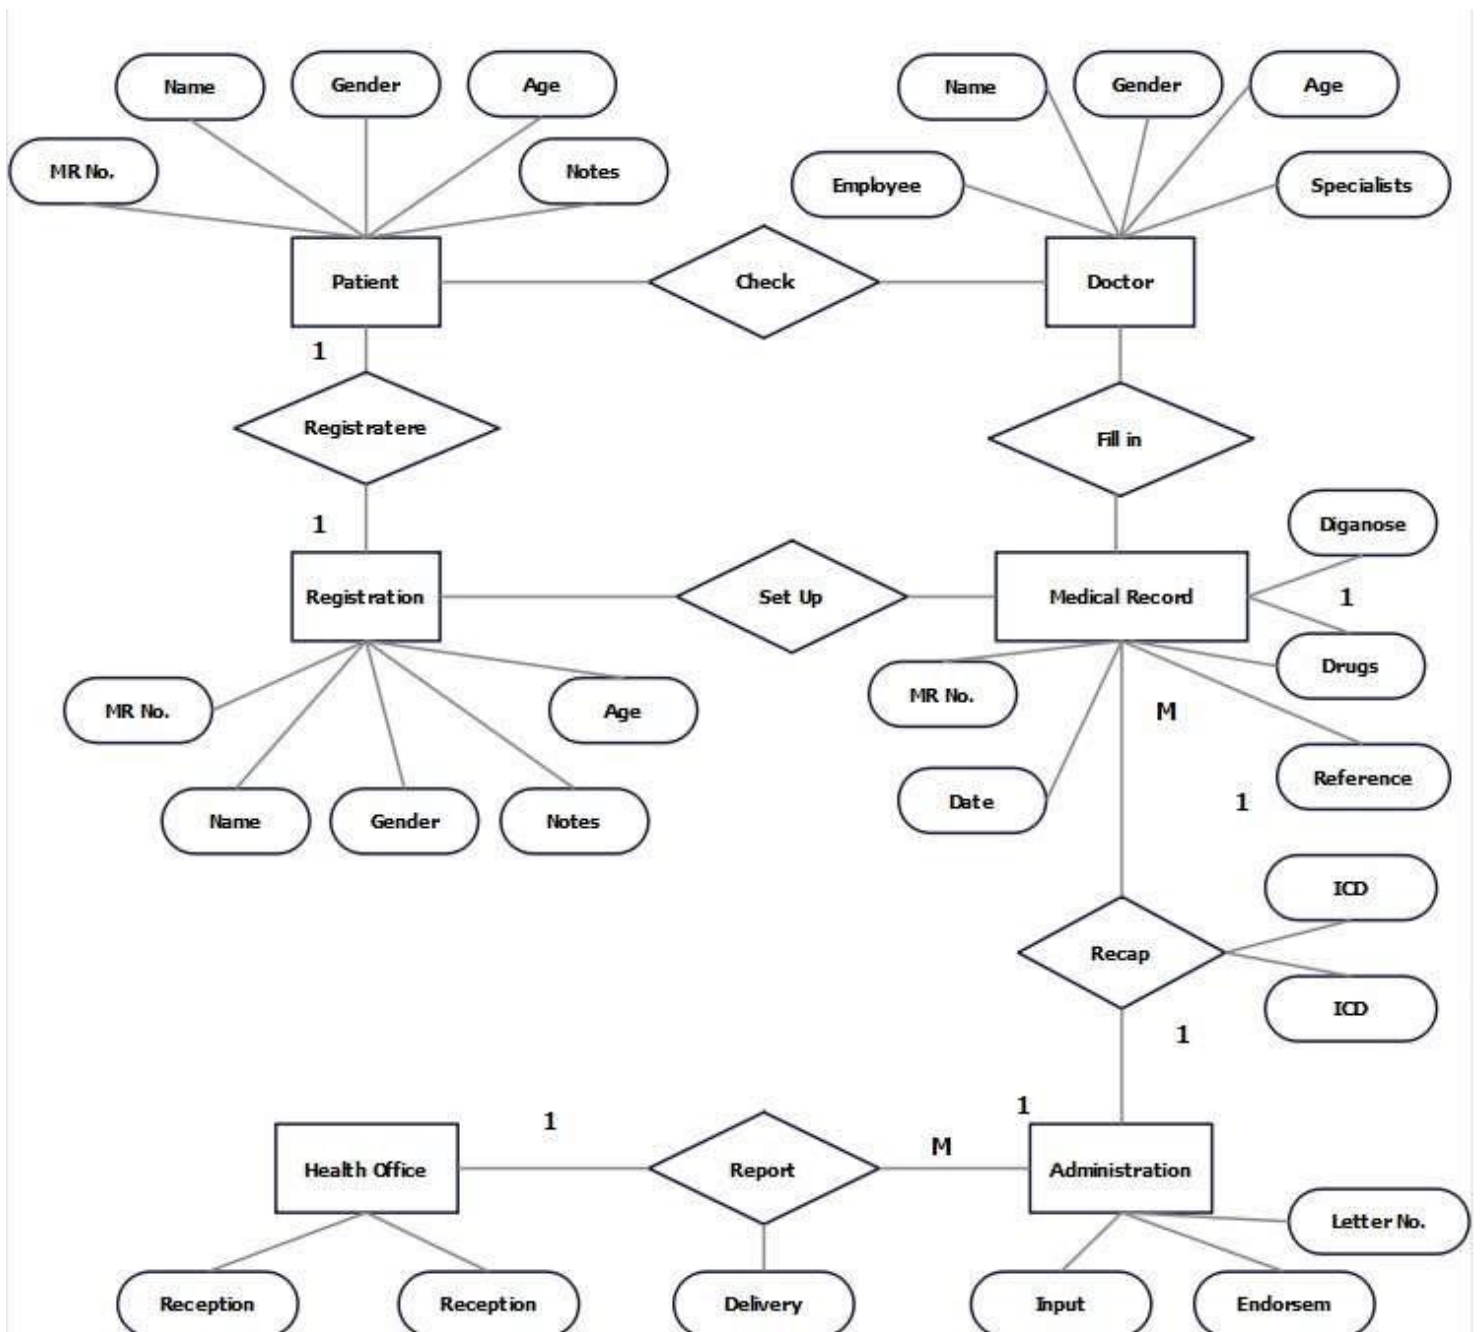 Name
Gender
Age
MR No.
Notes
Name
Gender
Age
Employee
Specialists
Patient
Check
Doctor
1
Registratere
Fill in
1
Registration
Set Up
Medical Record
Diganose
1
Drugs
MR No.
Age
MR No.
M
Reference
Date
1
Name
Gender
Notes
ICD
Recap
ICD
1
1
1
M
Health Office
Report
Administration
Letter No.
Reception
Reception
Delivery
Input
Endorsem